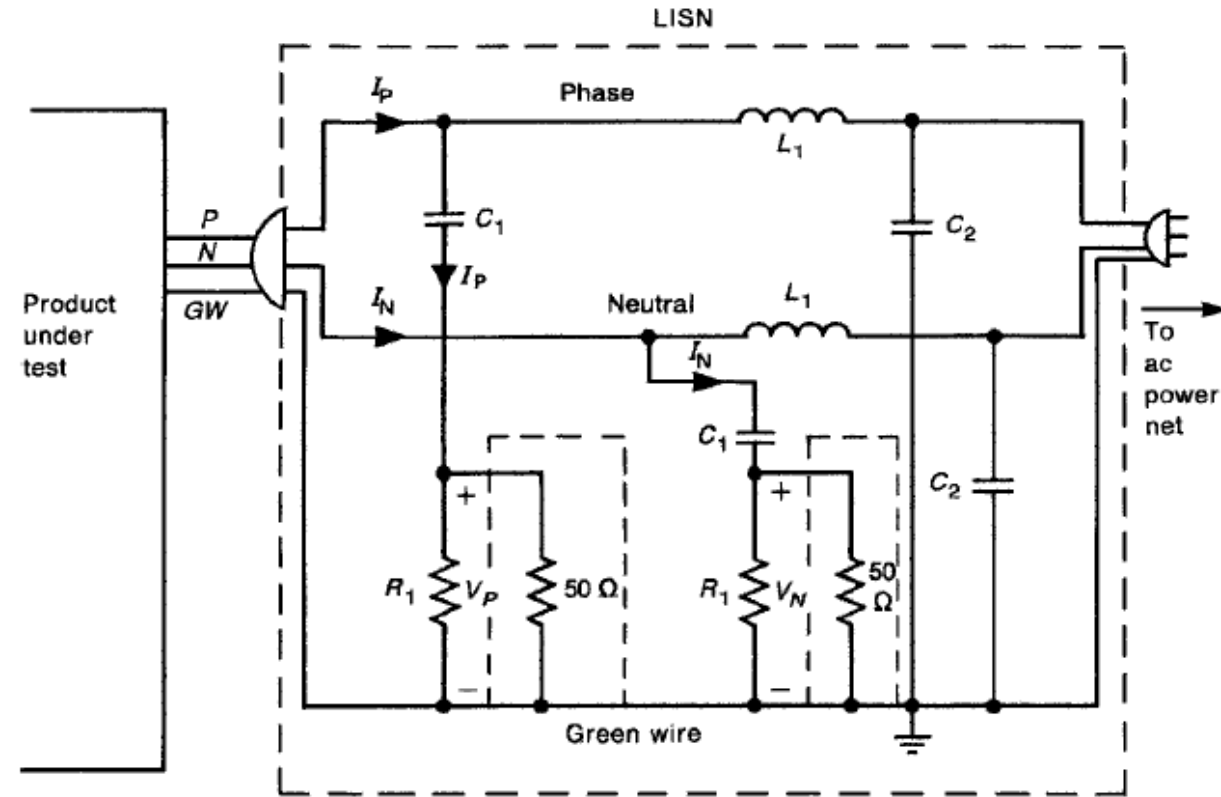 LISN
I_P
Phase
L_1
C_1
C_2
P
N
GW
I_P
I_N
Neutral
L_1
Product
under
test
To
ac
power
net
I_N
C_1
C_2
+
+
R_1
V_P
50 Ω
R_1
V_N
50
Ω
−
−
Green wire